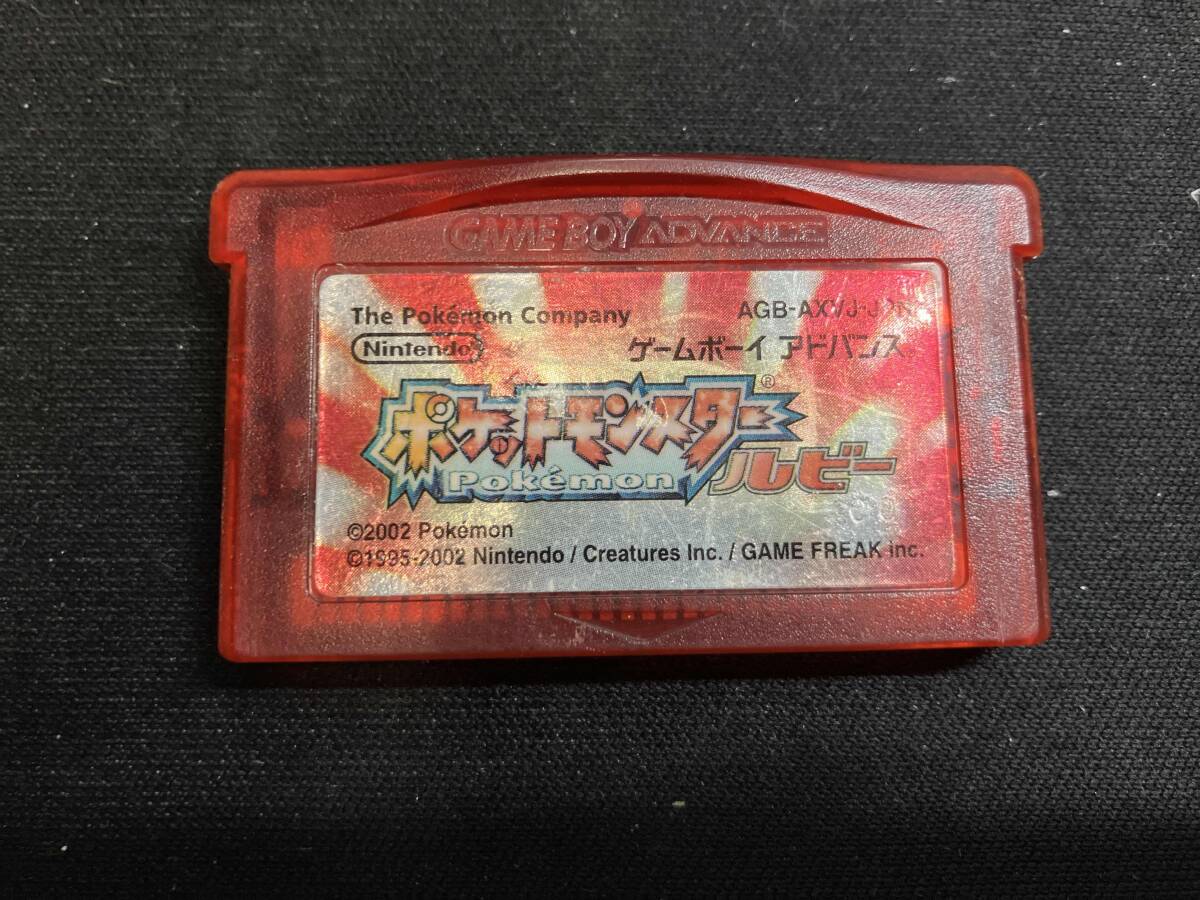 GAME BOY ADVANCE
The Pokémon Company
AGB-AXVJ-JPN
Nintendo
ゲームボーイ アドバンス
ポケットモンスター®
Pokémon
ルビー
©2002 Pokémon
©1995-2002 Nintendo / Creatures Inc. / GAME FREAK inc.